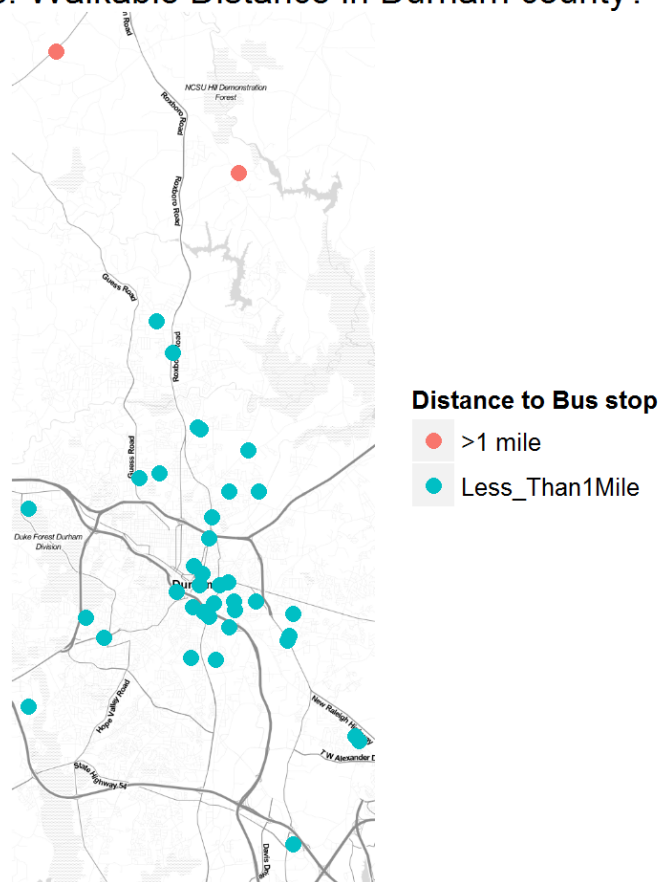 Walkable Distance in Durham county?
Road
NCSU Hill Demonstration
Forest
Roxboro Road
Roxboro Road
Guess Road
Roxboro Road
Distance to Bus stop
>1 mile
Guess Road
Less_Than1Mile
Duke Forest Durham
Division
Hope Valley Road
New Raleigh Highway
T W Alexander D
State Highway 54
Davis Dri